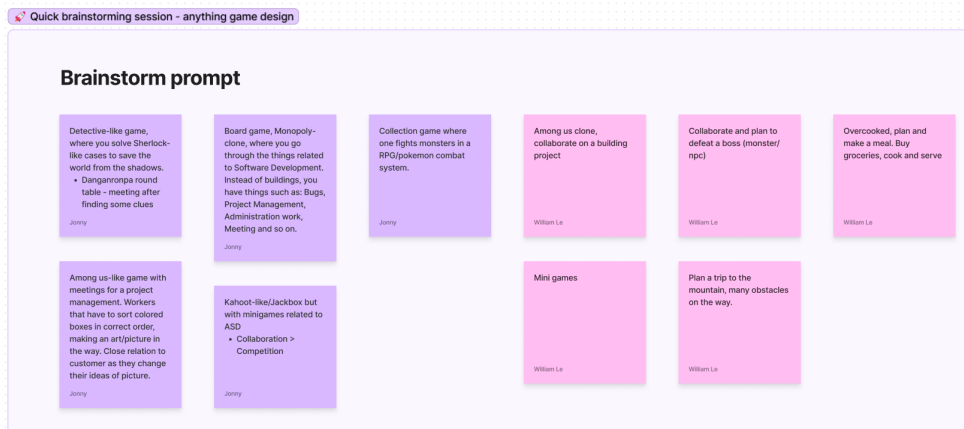 🚀 Quick brainstorming session - anything game design
Brainstorm prompt
Detective-like game,
where you solve Sherlock-
like cases to save the
world from the shadows.
• Danganronpa round
table - meeting after
finding some clues
Jonny
Board game, Monopoly-
clone, where you go
through the things related
to Software Development.
Instead of buildings, you
have things such as: Bugs,
Project Management,
Administration work,
Meeting and so on.
Jonny
Collection game where
one fights monsters in a
RPG/pokemon combat
system.
Jonny
Among us clone,
collaborate on a building
project
William Le
Collaborate and plan to
defeat a boss (monster/
npc)
William Le
Overcooked, plan and
make a meal. Buy
groceries, cook and serve
William Le
Among us-like game with
meetings for a project
management. Workers
that have to sort colored
boxes in correct order,
making an art/picture in
the way. Close relation to
customer as they change
their ideas of picture.
Jonny
Kahoot-like/Jackbox but
with minigames related to
ASD
• Collaboration >
Competition
Jonny
Mini games
William Le
Plan a trip to the
mountain, many obstacles
on the way.
William Le